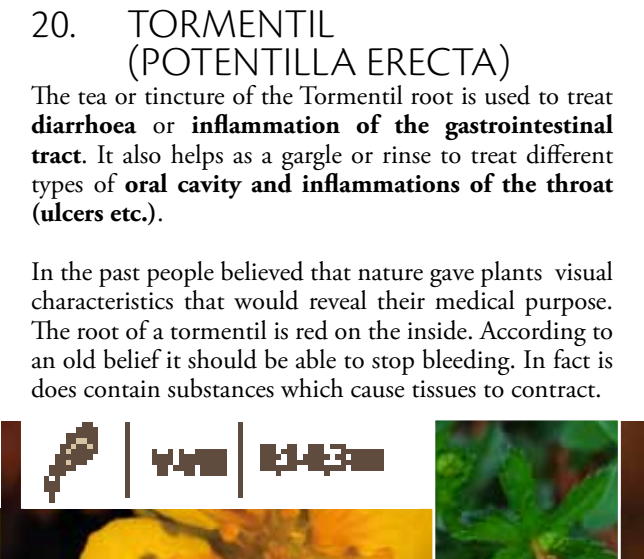 20. TORMENTIL
(POTENTILLA ERECTA)
The tea or tincture of the Tormentil root is used to treat
diarrhoea or inflammation of the gastrointestinal
tract. It also helps as a gargle or rinse to treat different
types of oral cavity and inflammations of the throat
(ulcers etc.).
In the past people believed that nature gave plants visual
characteristics that would reveal their medical purpose.
The root of a tormentil is red on the inside. According to
an old belief it should be able to stop bleeding. In fact is
does contain substances which cause tissues to contract.